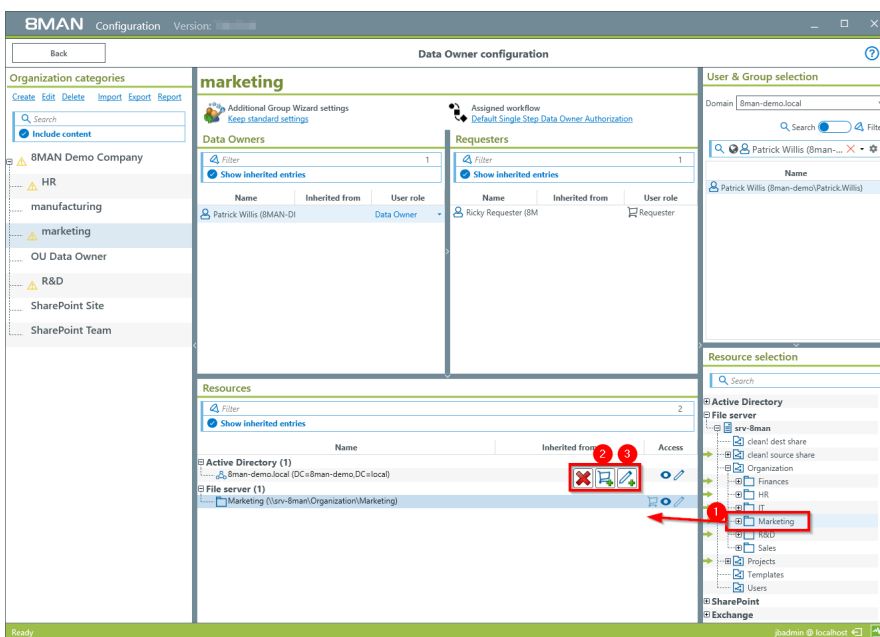 8MAN Configuration Version:
Back
Data Owner configuration
Organization categories
Create Edit Delete Import Export Report
Search
Include content
8MAN Demo Company
HR
manufacturing
marketing
OU Data Owner
R&D
SharePoint Site
SharePoint Team
marketing
Additional Group Wizard settings
Keep standard settings
Assigned workflow
Default Single Step Data Owner Authorization
Data Owners
Filter 1
Show inherited entries
Name Inherited from User role
Patrick Willis (8MAN-DI Data Owner
Requesters
Filter 1
Show inherited entries
Name Inherited from User role
Ricky Requester (8M Requester
Resources
Filter 2
Show inherited entries
Name Inherited from Access
2 3
Active Directory (1)
8man-demo.local (DC=8man-demo,DC=local)
File server (1)
Marketing (\\srv-8man\Organization\Marketing)
User & Group selection
Domain 8man-demo.local
Search Filte
Patrick Willis (8man-...
Name
Patrick Willis (8man-demo\Patrick.Willis)
Resource selection
Search
Active Directory
File server
srv-8man
clean! dest share
clean! source share
Organization
Finances
HR
IT
1
Marketing
R&D
Sales
Projects
Templates
Users
SharePoint
Exchange
Ready
jbadmin @ localhost